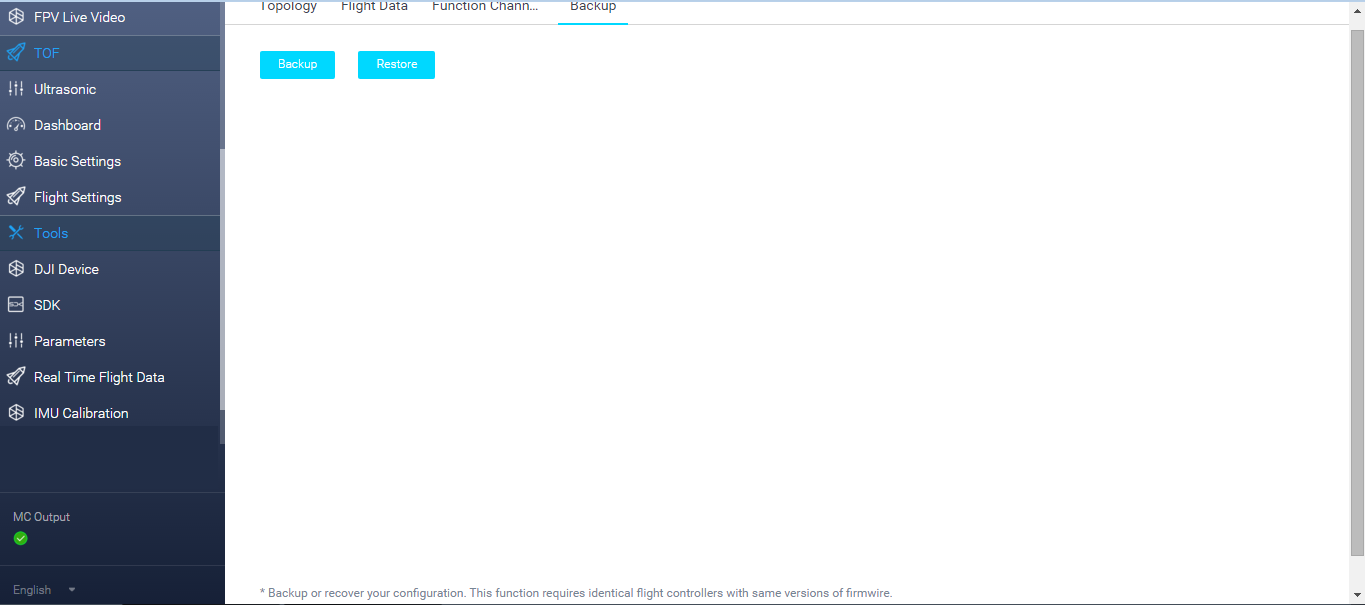 FPV Live Video
TOF
Ultrasonic
Dashboard
Basic Settings
Flight Settings
Tools
DJI Device
SDK
Parameters
Real Time Flight Data
IMU Calibration
MC Output
English
Topology Flight Data Function Chann... Backup
Backup Restore
* Backup or recover your configuration. This function requires identical flight controllers with same versions of firmwire.